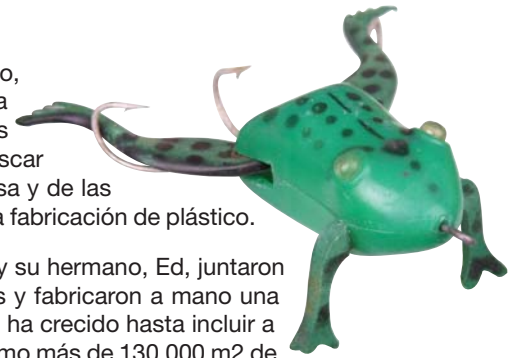 o,
a
s
scar
sa y de las
a fabricación de plástico.
y su hermano, Ed, juntaron
s y fabricaron a mano una
ha crecido hasta incluir a
mo más de 130.000 m2 de